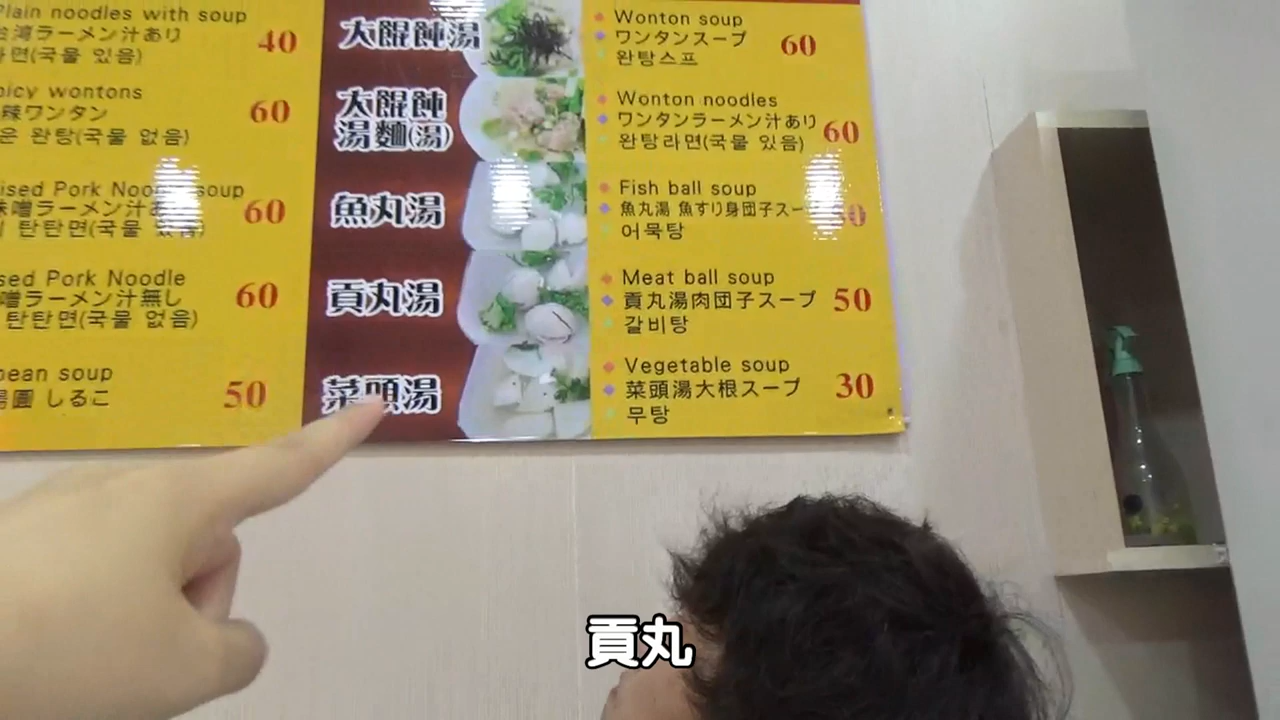 Plain noodles with soup
台湾ラーメン汁あり
라면(국물 있음)
40
icy wontons
辣ワンタン
은 완탕(국물 없음)
60
ised Pork Noodle soup
味噌ラーメン汁あ
탄탄면(국물 있음)
60
sed Pork Noodle
噌ラーメン汁無し
탄탄면(국물 없음)
60
bean soup
湯圓 しるこ
50
大餛飩湯
大餛飩
湯麵(湯)
魚丸湯
貢丸湯
菜頭湯
Wonton soup
ワンタンスープ
완탕스프
60
Wonton noodles
ワンタンラーメン汁あり
완탕라면(국물 있음)
60
Fish ball soup
魚丸湯 魚すり身団子スー
어묵탕
Meat ball soup
貢丸湯肉団子スープ
갈비탕
50
Vegetable soup
菜頭湯大根スープ
무탕
30
貢丸